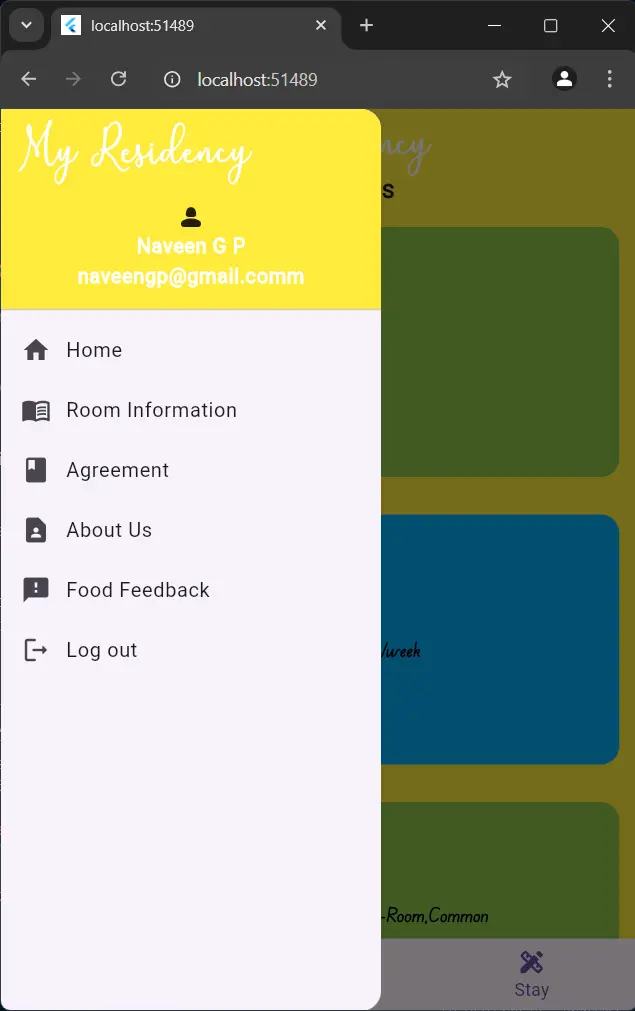 localhost:51489
localhost:51489
My Residency
Naveen G P
naveengp@gmail.comm
Home
Room Information
Agreement
About Us
Food Feedback
Log out
ncy
s
/week
-Room,Common
Stay